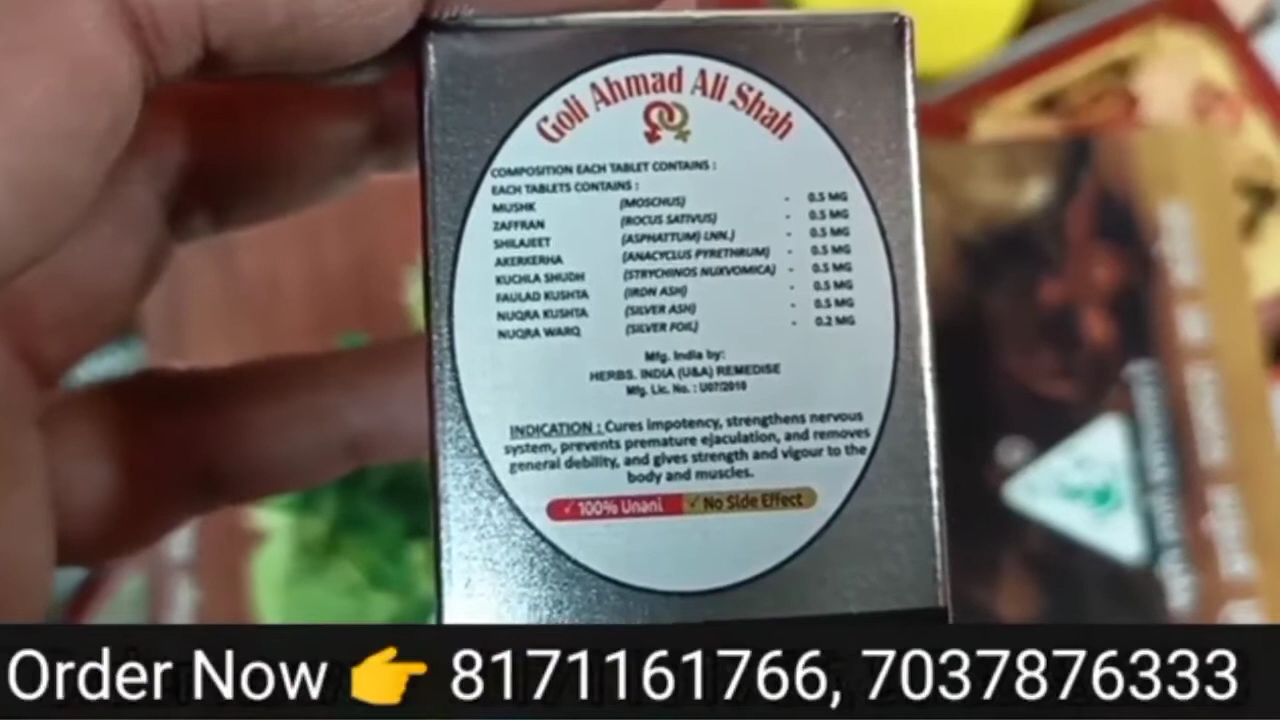 Goli Ahmad Ali Shah
COMPOSITION EACH TABLET CONTAINS :
EACH TABLETS CONTAINS :
MUSHK (MOSCHUS) - 0.5 MG
ZAFFRAN (ROCUS SATIVUS) - 0.5 MG
SHILAJEET (ASPHATTUM) LNN.) - 0.5 MG
AKERKERHA (ANACYCLUS PYRETHRUM) - 0.5 MG
KUCHLA SHUDH (STRYCHINOS NUXVOMICA) - 0.5 MG
FAULAD KUSHTA (IRON ASH) - 0.5 MG
NUQRA KUSHTA (SILVER ASH) - 0.5 MG
NUQRA WARQ (SILVER FOIL) - 0.2 MG
Mfg. India by:
HERBS. INDIA (U&A) REMEDISE
Mfg. Lic. No. : U07/2010
INDICATION : Cures impotency, strengthens nervous
system, prevents premature ejaculation, and removes
general debility, and gives strength and vigour to the
body and muscles.
✓ 100% Unani ✓ No Side Effect
Order Now 👉 8171161766, 7037876333